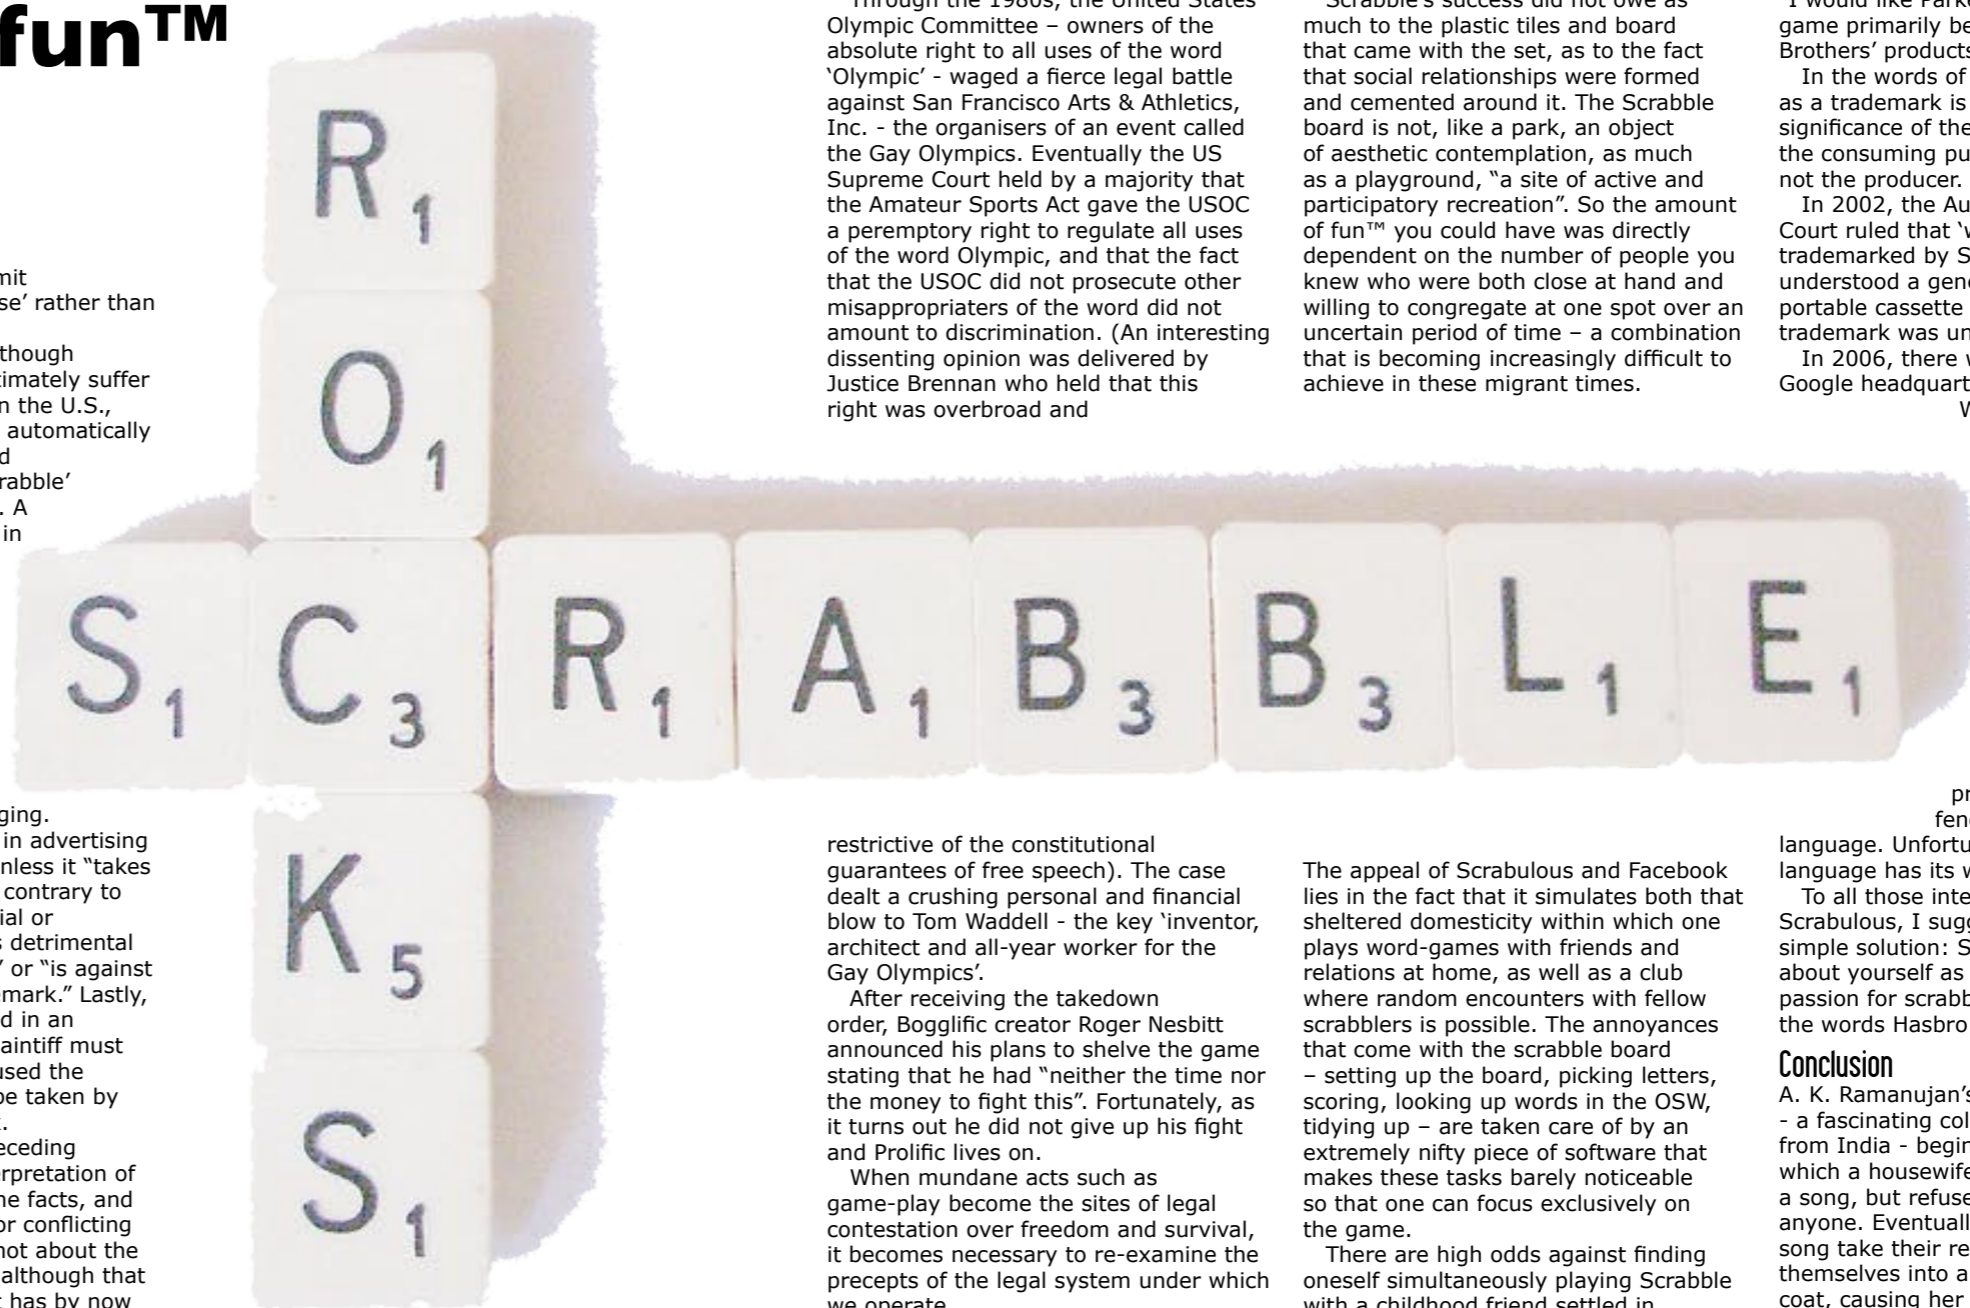 fun™
mit
se’ rather than
though
timately suffer
n the U.S.,
automatically
d
rabble’
. A
in
ging.
in advertising
nless it “takes
contrary to
ial or
s detrimental
” or “is against
emark.” Lastly,
d in an
aintiff must
used the
be taken by
eceding
erpretation of
ne facts, and
or conflicting
not about the
although that
t has by now
R1
O1
S1 C3 R1 A1 B3 B3 L1 E1
K5
S1
Through the 1980s, the United States
Olympic Committee – owners of the
absolute right to all uses of the word
‘Olympic’ - waged a fierce legal battle
against San Francisco Arts & Athletics,
Inc. - the organisers of an event called
the Gay Olympics. Eventually the US
Supreme Court held by a majority that
the Amateur Sports Act gave the USOC
a peremptory right to regulate all uses
of the word Olympic, and that the fact
that the USOC did not prosecute other
misappropriaters of the word did not
amount to discrimination. (An interesting
dissenting opinion was delivered by
Justice Brennan who held that this
right was overbroad and
restrictive of the constitutional
guarantees of free speech). The case
dealt a crushing personal and financial
blow to Tom Waddell - the key ‘inventor,
architect and all-year worker for the
Gay Olympics’.
After receiving the takedown
order, Bogglific creator Roger Nesbitt
announced his plans to shelve the game
stating that he had “neither the time nor
the money to fight this”. Fortunately, as
it turns out he did not give up his fight
and Prolific lives on.
When mundane acts such as
game-play become the sites of legal
contestation over freedom and survival,
it becomes necessary to re-examine the
precepts of the legal system under which
we operate.
Scrabble’s success did not owe as
much to the plastic tiles and board
that came with the set, as to the fact
that social relationships were formed
and cemented around it. The Scrabble
board is not, like a park, an object
of aesthetic contemplation, as much
as a playground, “a site of active and
participatory recreation”. So the amount
of fun™ you could have was directly
dependent on the number of people you
knew who were both close at hand and
willing to congregate at one spot over an
uncertain period of time – a combination
that is becoming increasingly difficult to
achieve in these migrant times.
The appeal of Scrabulous and Facebook
lies in the fact that it simulates both that
sheltered domesticity within which one
plays word-games with friends and
relations at home, as well as a club
where random encounters with fellow
scrabblers is possible. The annoyances
that come with the scrabble board
– setting up the board, picking letters,
scoring, looking up words in the OSW,
tidying up – are taken care of by an
extremely nifty piece of software that
makes these tasks barely noticeable
so that one can focus exclusively on
the game.
There are high odds against finding
oneself simultaneously playing Scrabble
with a childhood friend settled in
“I would like Parke
game primarily be
Brothers’ products
In the words of
as a trademark is
significance of the
the consuming pu
not the producer.
In 2002, the Au
Court ruled that ‘w
trademarked by S
understood a gene
portable cassette
trademark was un
In 2006, there w
Google headquart
W
pr
fenc
language. Unfortu
language has its w
To all those inte
Scrabulous, I sugg
simple solution: S
about yourself as
passion for scrabb
the words Hasbro
Conclusion
A. K. Ramanujan’s
- a fascinating col
from India - begin
which a housewife
a song, but refuse
anyone. Eventuall
song take their re
themselves into a
coat, causing her